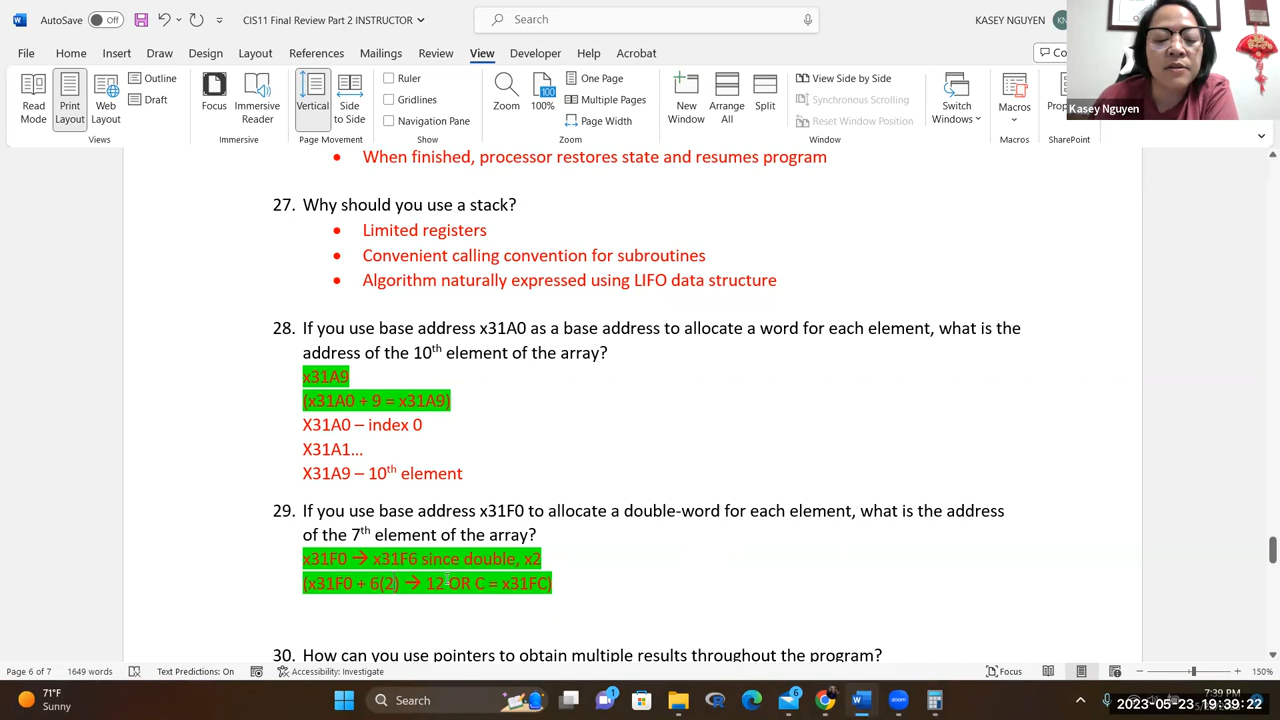 AutoSave Off CIS11 Final Review Part 2 INSTRUCTOR Search KASEY NGUYEN KN
File Home Insert Draw Design Layout References Mailings Review View Developer Help Acrobat
Read Mode Print Layout Web Layout Outline Draft Focus Immersive Reader Vertical Side to Side Ruler Gridlines Navigation Pane Zoom 100% One Page Multiple Pages Page Width New Window Arrange All Split View Side by Side Synchronous Scrolling Reset Window Position Switch Windows Macros
Views Immersive Page Movement Show Zoom Window Macros SharePoint
Kasey Nguyen
• When finished, processor restores state and resumes program
27. Why should you use a stack?
• Limited registers
• Convenient calling convention for subroutines
• Algorithm naturally expressed using LIFO data structure
28. If you use base address x31A0 as a base address to allocate a word for each element, what is the
address of the 10th element of the array?
x31A9
(x31A0 + 9 = x31A9)
X31A0 – index 0
X31A1...
X31A9 – 10th element
29. If you use base address x31F0 to allocate a double-word for each element, what is the address
of the 7th element of the array?
x31F0 → x31F6 since double, x2
(x31F0 + 6(2) → 12 OR C = x31FC)
30. How can you use pointers to obtain multiple results throughout the program?
Page 6 of 7 1649 words Text Predictions: On Accessibility: Investigate Focus 150%
71°F
Sunny
Search
7:39 PM
2023-05-23 19:39:22